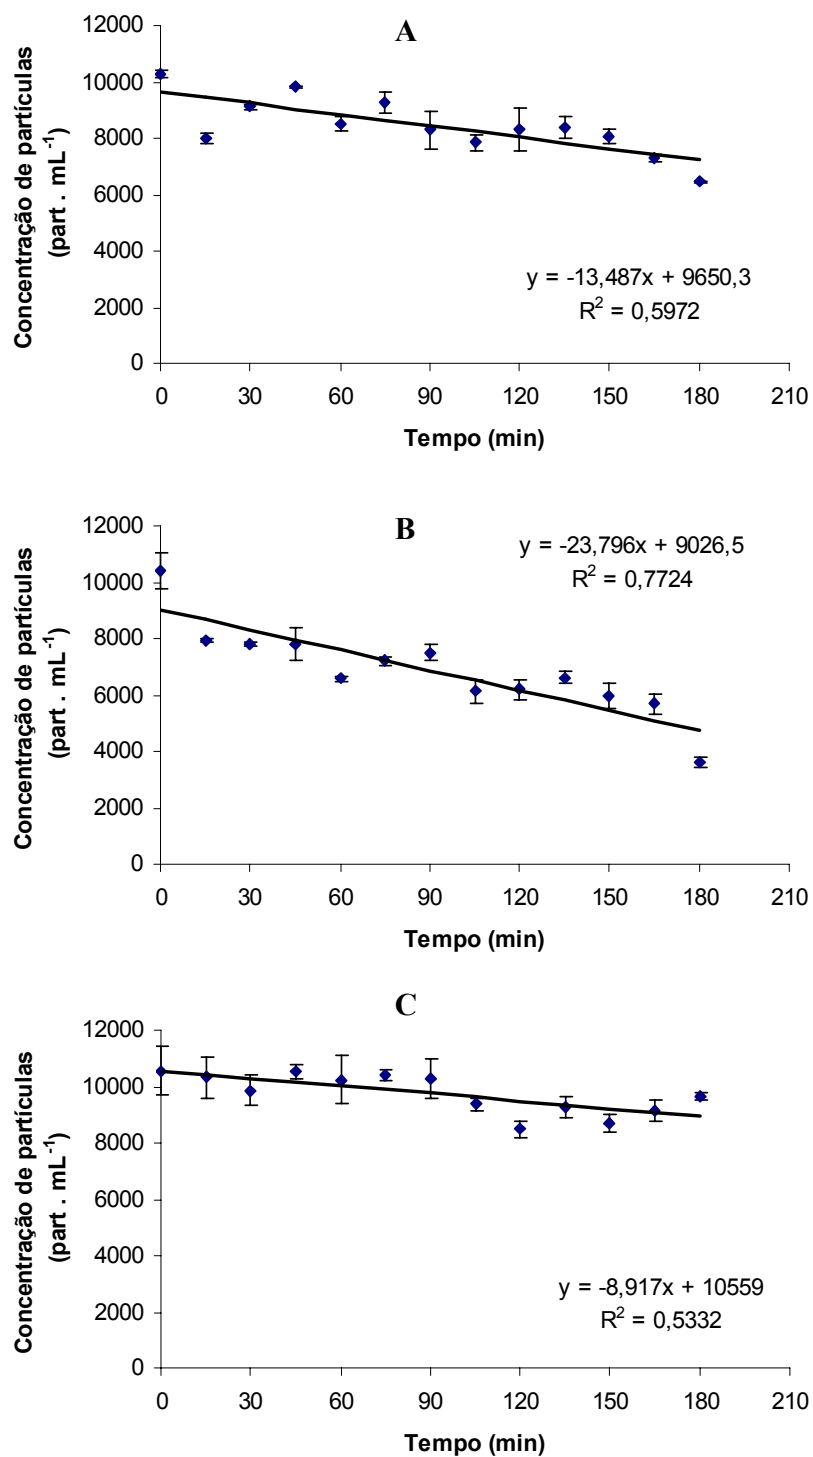 A
12000
10000
8000
6000
4000
2000
0
Concentração de partículas
(part . mL⁻¹)
y = -13,487x + 9650,3
R² = 0,5972
0 30 60 90 120 150 180 210
Tempo (min)
B
12000
10000
8000
6000
4000
2000
0
Concentração de partículas
(part . mL⁻¹)
y = -23,796x + 9026,5
R² = 0,7724
0 30 60 90 120 150 180 210
Tempo (min)
C
12000
10000
8000
6000
4000
2000
0
Concentração de partículas
(part . mL⁻¹)
y = -8,917x + 10559
R² = 0,5332
0 30 60 90 120 150 180 210
Tempo (min)